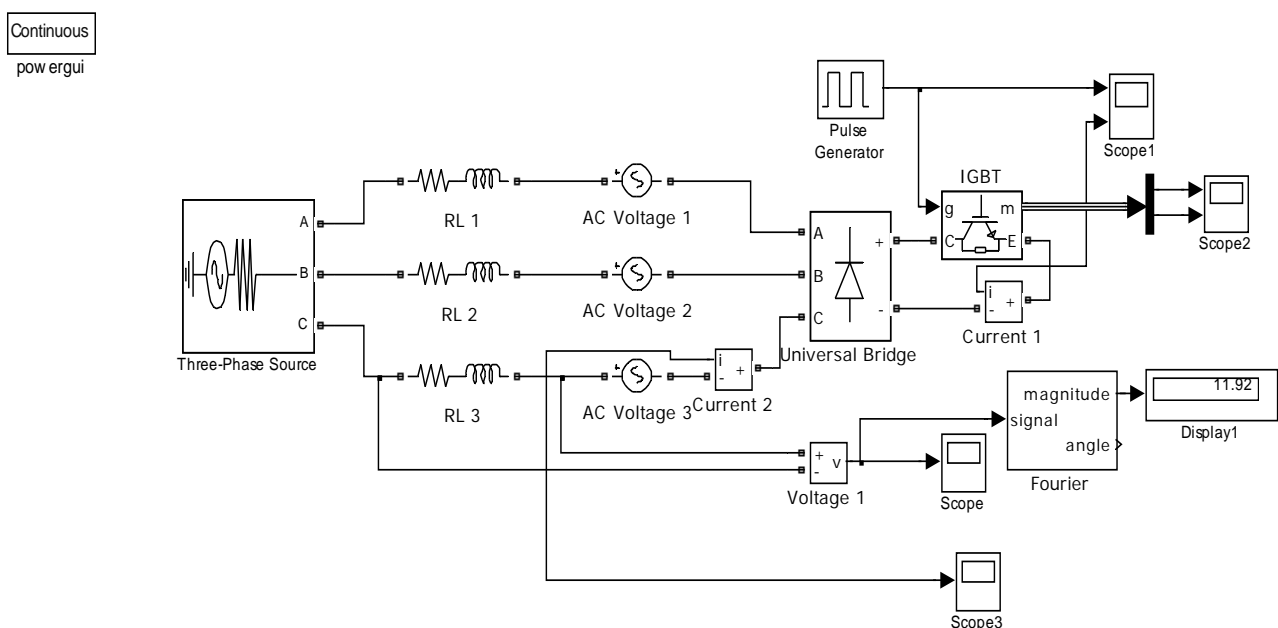 Continuous
powergui
Pulse
Generator
Scope1
IGBT
g
m
C
E
Scope2
A
B
C
Three-Phase Source
RL 1
RL 2
RL 3
+
AC Voltage 1
+
AC Voltage 2
+
AC Voltage 3
i
-
+
Current 2
A
B
C
+
-
Universal Bridge
i
-
+
Current 1
+
-
v
Voltage 1
Scope
magnitude
signal
angle
Fourier
11.92
Display1
Scope3